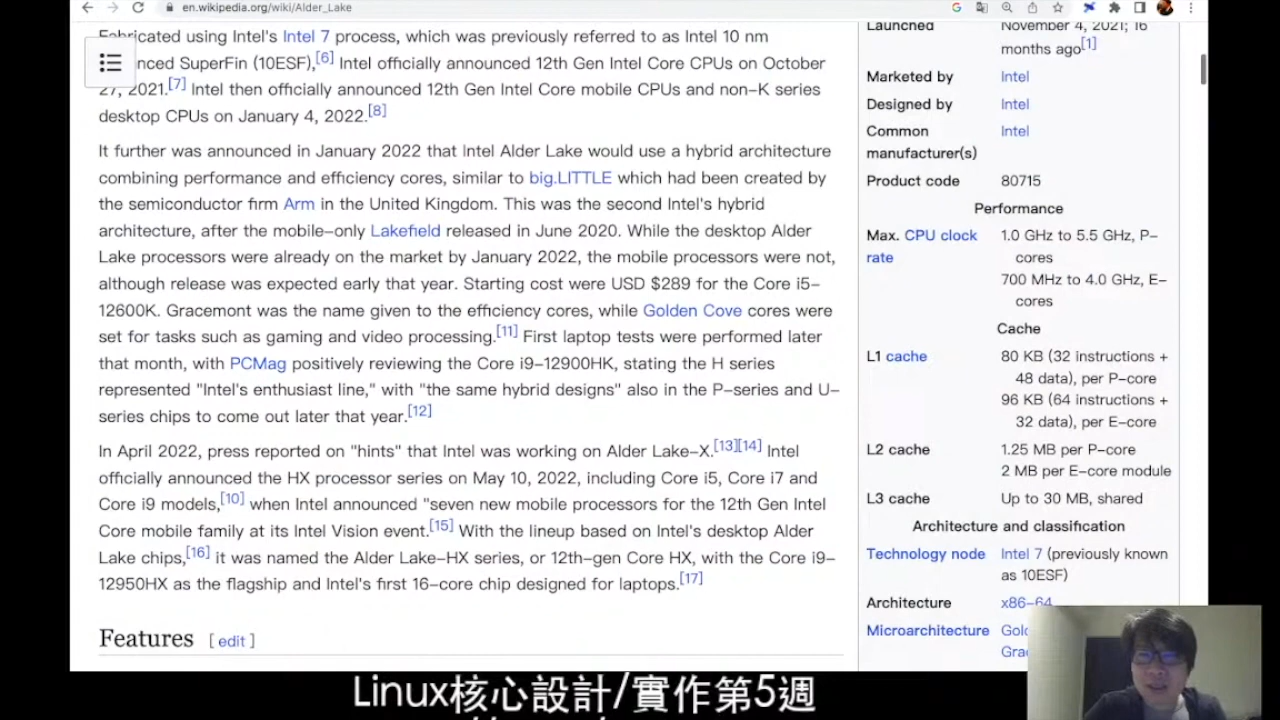 en.wikipedia.org/wiki/Alder_Lake
Fabricated using Intel's Intel 7 process, which was previously referred to as Intel 10 nm
nced SuperFin (10ESF),[6] Intel officially announced 12th Gen Intel Core CPUs on October
27, 2021.[7] Intel then officially announced 12th Gen Intel Core mobile CPUs and non–K series
desktop CPUs on January 4, 2022.[8]
It further was announced in January 2022 that Intel Alder Lake would use a hybrid architecture
combining performance and efficiency cores, similar to big.LITTLE which had been created by
the semiconductor firm Arm in the United Kingdom. This was the second Intel's hybrid
architecture, after the mobile–only Lakefield released in June 2020. While the desktop Alder
Lake processors were already on the market by January 2022, the mobile processors were not,
although release was expected early that year. Starting cost were USD $289 for the Core i5–
12600K. Gracemont was the name given to the efficiency cores, while Golden Cove cores were
set for tasks such as gaming and video processing.[11] First laptop tests were performed later
that month, with PCMag positively reviewing the Core i9–12900HK, stating the H series
represented "Intel's enthusiast line," with "the same hybrid designs" also in the P–series and U–
series chips to come out later that year.[12]
In April 2022, press reported on "hints" that Intel was working on Alder Lake–X.[13][14] Intel
officially announced the HX processor series on May 10, 2022, including Core i5, Core i7 and
Core i9 models,[10] when Intel announced "seven new mobile processors for the 12th Gen Intel
Core mobile family at its Intel Vision event.[15] With the lineup based on Intel's desktop Alder
Lake chips,[16] it was named the Alder Lake–HX series, or 12th–gen Core HX, with the Core i9–
12950HX as the flagship and Intel's first 16–core chip designed for laptops.[17]
Features [ edit ]
Launched November 4, 2021; 16
months ago[1]
Marketed by Intel
Designed by Intel
Common Intel
manufacturer(s)
Product code 80715
Performance
Max. CPU clock 1.0 GHz to 5.5 GHz, P–
rate cores
700 MHz to 4.0 GHz, E–
cores
Cache
L1 cache 80 KB (32 instructions +
48 data), per P–core
96 KB (64 instructions +
32 data), per E–core
L2 cache 1.25 MB per P–core
2 MB per E–core module
L3 cache Up to 30 MB, shared
Architecture and classification
Technology node Intel 7 (previously known
as 10ESF)
Architecture x86–64
Microarchitecture Gol
Gra
Linux核心設計/實作第5週